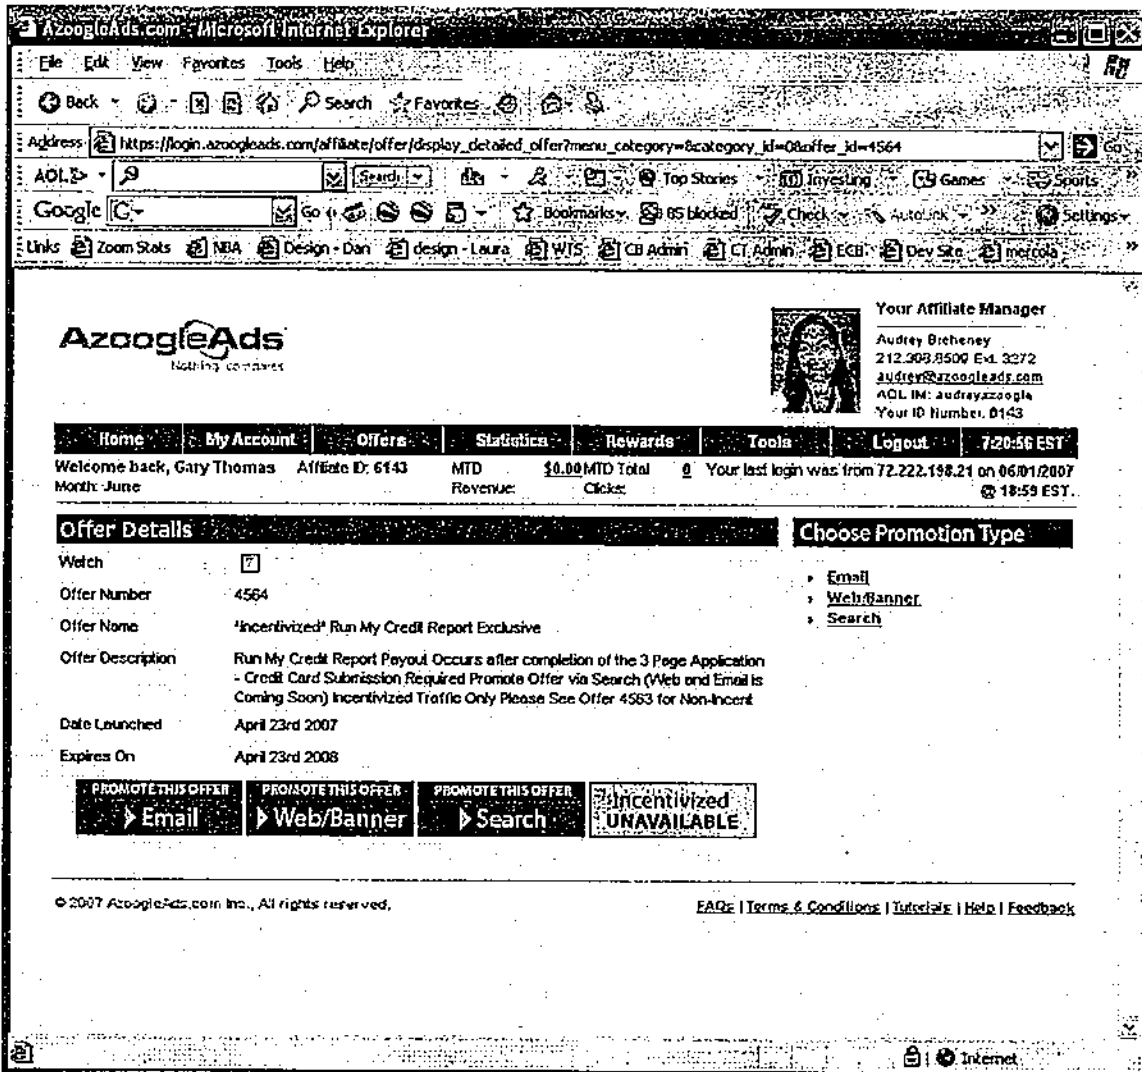 AzoogleAds.com - Microsoft Internet Explorer
File Edit View Favorites Tools Help
Back Search Favorites
Address https://login.azoogleads.com/affiliate/offer/display_detailed_offer?menu_category=8category_id=0&offer_id=4564 Go
AOL Search Top Stories Investing Games Sports
Google G Go Bookmarks 85 blocked Check AutoLink Settings
Links Zoom Stats NBA Design - Dan design - Laura WTS CB Admin CT Admin ECB Dev Site mercola
AzoogleAds
Nothing compares
Your Affiliate Manager
Audrey Breheney
212.308.8509 Ext. 3272
audrey@azoogleads.com
AOL IM: audreyazoogle
Your ID Number: 6143
Home My Account Offers Statistics Rewards Tools Logout 7:20:56 EST
Welcome back, Gary Thomas Affiliate ID: 6143 MTD $0.00 MTD Total 0 Your last login was from 72.222.198.21 on 06/01/2007
Month: June Revenue: Clicks: @ 18:59 EST.
Offer Details
Choose Promotion Type
Watch
Email
Web/Banner
Search
Offer Number 4564
Offer Name *Incentivized* Run My Credit Report Exclusive
Offer Description Run My Credit Report Payout Occurs after completion of the 3 Page Application
- Credit Card Submission Required Promote Offer via Search (Web and Email is
Coming Soon) Incentivized Traffic Only Please See Offer 4563 for Non-Incent
Date Launched April 23rd 2007
Expires On April 23rd 2008
PROMOTE THIS OFFER PROMOTE THIS OFFER PROMOTE THIS OFFER Incentivized
Email Web/Banner Search UNAVAILABLE
© 2007 AzoogleAds.com Inc., All rights reserved.
FAQs | Terms & Conditions | Tutorials | Help | Feedback
Internet